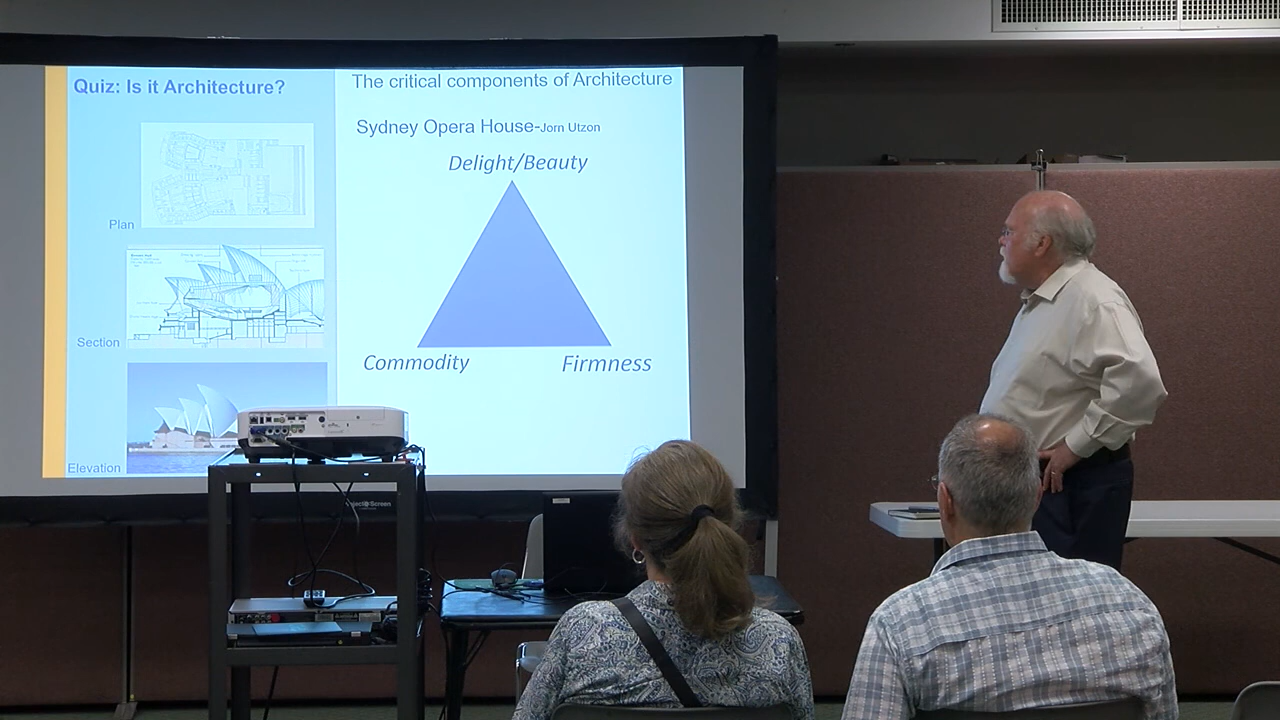 Quiz: Is it Architecture?
Plan
Section
Elevation
The critical components of Architecture
Sydney Opera House-Jorn Utzon
Delight/Beauty
Commodity
Firmness